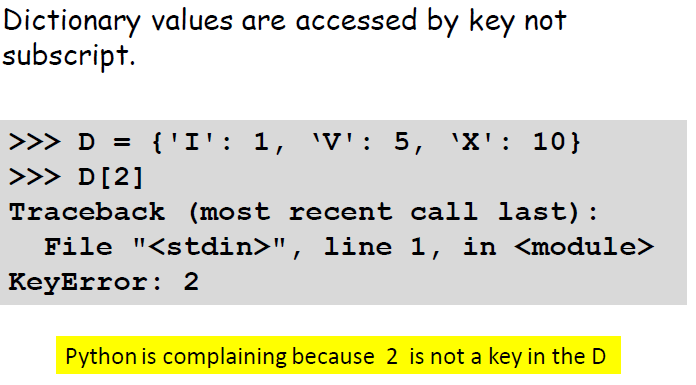 Dictionary values are accessed by key not
subscript.
>>> D = {'I': 1, ‛V': 5, ‛X': 10}
>>> D[2]
Traceback (most recent call last):
  File "<stdin>", line 1, in <module>
KeyError: 2
Python is complaining because 2 is not a key in the D